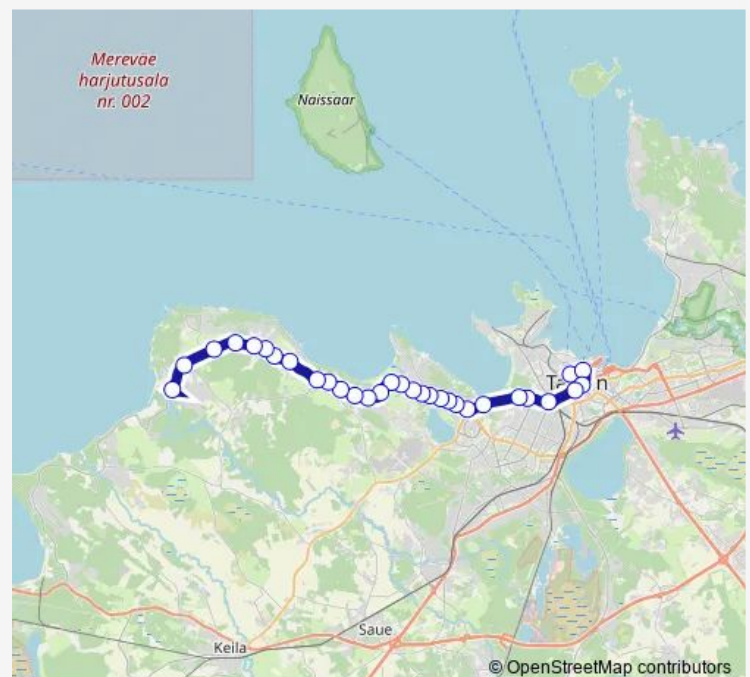 Mereväe
harjutusala
nr. 002
Naissaar
Saue
Keila
© OpenStreetMap contributors